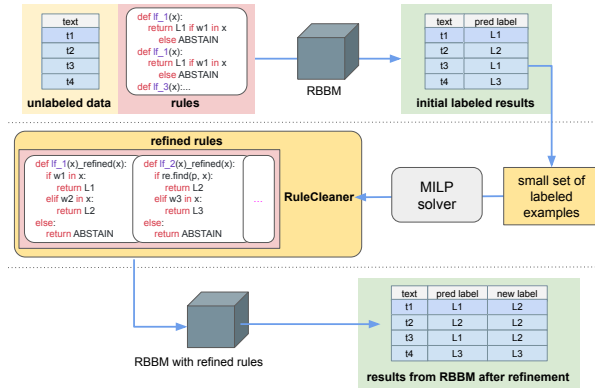 text
t1
t2
t3
t4
unlabeled data
def lf_1(x):
return L1 if w1 in x
else ABSTAIN
def lf_1(x):
return L1 if w1 in x
else ABSTAIN
def lf_3(x):...
rules
RBBM
text pred label
t1 L1
t2 L2
t3 L1
t4 L3
initial labeled results
refined rules
def lf_1(x)_refined(x):
if w1 in x:
return L1
elif w2 in x:
return L2
else:
return ABSTAIN
def lf_2(x)_refined(x):
if re.find(p, x):
return L2
elif w3 in x:
return L3
else:
return ABSTAIN
...
RuleCleaner
MILP
solver
small set of
labeled
examples
RBBM with refined rules
text pred label new label
t1 L1 L2
t2 L2 L2
t3 L1 L2
t4 L3 L3
results from RBBM after refinement